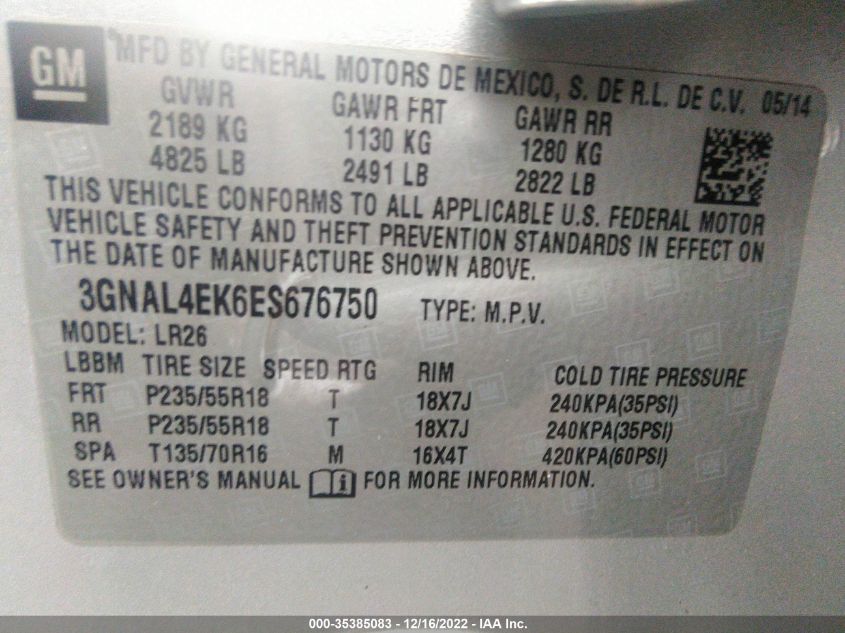 GM
MFD BY GENERAL MOTORS DE MEXICO, S. DE R.L. DE C.V. 05/14
GVWR GAWR FRT GAWR RR
2189 KG 1130 KG 1280 KG
4825 LB 2491 LB 2822 LB
THIS VEHICLE CONFORMS TO ALL APPLICABLE U.S. FEDERAL MOTOR
VEHICLE SAFETY AND THEFT PREVENTION STANDARDS IN EFFECT ON
THE DATE OF MANUFACTURE SHOWN ABOVE.
3GNAL4EK6ES676750 TYPE: M.P.V.
MODEL: LR26
LBBM TIRE SIZE SPEED RTG RIM COLD TIRE PRESSURE
FRT P235/55R18 T 18X7J 240KPA(35PSI)
RR P235/55R18 T 18X7J 240KPA(35PSI)
SPA T135/70R16 M 16X4T 420KPA(60PSI)
SEE OWNER'S MANUAL i FOR MORE INFORMATION.
000-35385083 - 12/16/2022 - IAA Inc.